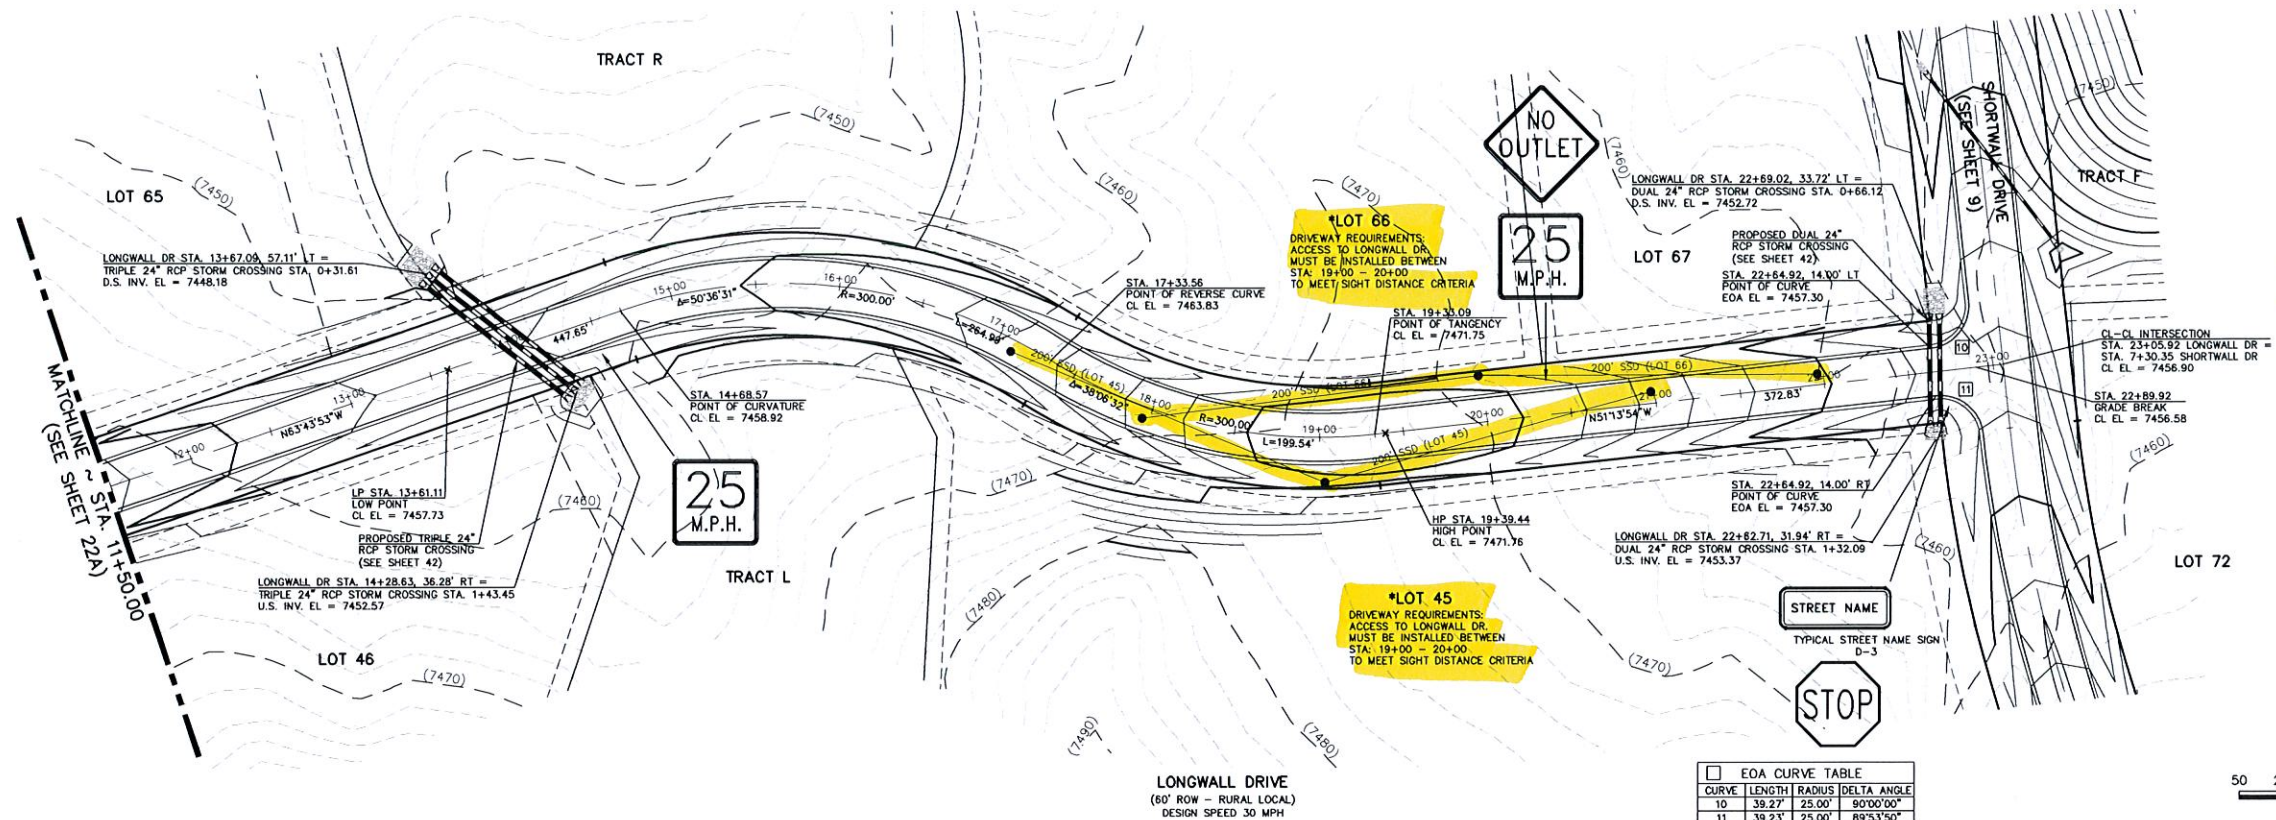 TRACT R
(7450)
LOT 65
(7450)
LONGWALL DR STA. 13+67.09, 57.11' LT =
TRIPLE 24" RCP STORM CROSSING STA. 0+31.61
D.S. INV. EL = 7448.18
MATCHLINE ~ STA. 11+50.00
(SEE SHEET 22A)
12+00
13+00
N63'43'53"W
447.65'
15+00
Δ=50'36'31"
16+00
R=300.00'
17+00
L=264.99'
STA. 14+68.57
POINT OF CURVATURE
CL EL = 7458.92
LP STA. 13+61.11
LOW POINT
CL EL = 7457.73
PROPOSED TRIPLE 24"
RCP STORM CROSSING
(SEE SHEET 42)
LONGWALL DR STA. 14+28.63, 36.28' RT =
TRIPLE 24" RCP STORM CROSSING STA. 1+43.45
U.S. INV. EL = 7452.57
(7460)
25
M.P.H.
TRACT L
LOT 46
(7470)
(7460)
STA. 17+33.56
POINT OF REVERSE CURVE
CL EL = 7463.83
(7470)
*LOT 66
DRIVEWAY REQUIREMENTS:
ACCESS TO LONGWALL DR.
MUST BE INSTALLED BETWEEN
STA: 19+00 - 20+00
TO MEET SIGHT DISTANCE CRITERIA
STA. 19+33.09
POINT OF TANGENCY
CL EL = 7471.75
NO
OUTLET
25
M.P.H.
(7460)
LONGWALL DR STA. 22+69.02, 33.72' LT =
DUAL 24" RCP STORM CROSSING STA. 0+66.12
D.S. INV. EL = 7452.72
LOT 67
PROPOSED DUAL 24"
RCP STORM CROSSING
(SEE SHEET 42)
STA. 22+64.92, 14.00' LT
POINT OF CURVE
EOA EL = 7457.30
SHORTWALL DRIVE
(SEE SHEET 9)
(7450)
TRACT F
CL-CL INTERSECTION
STA. 23+05.92 LONGWALL DR =
STA. 7+30.35 SHORTWALL DR
CL EL = 7456.90
STA. 22+89.92
GRADE BREAK
CL EL = 7456.58
(7460)
10
11
23+00
200' SSD (LOT 45)
Δ=38'06'32"
18+00
200' SSD (LOT 66)
R=300.00'
19+00
L=199.54'
20+00
200' SSD (LOT 45)
200' SSD (LOT 66)
N51'13'54"W
372.83'
(7470)
(7480)
(7490)
(7480)
HP STA. 19+39.44
HIGH POINT
CL EL = 7471.76
*LOT 45
DRIVEWAY REQUIREMENTS:
ACCESS TO LONGWALL DR.
MUST BE INSTALLED BETWEEN
STA: 19+00 - 20+00
TO MEET SIGHT DISTANCE CRITERIA
(7470)
STA. 22+64.92, 14.00' RT
POINT OF CURVE
EOA EL = 7457.30
LONGWALL DR STA. 22+62.71, 31.94' RT =
DUAL 24" RCP STORM CROSSING STA. 1+32.09
U.S. INV. EL = 7453.37
(7460)
LOT 72
STREET NAME
TYPICAL STREET NAME SIGN
D-3
STOP
LONGWALL DRIVE
(60' ROW - RURAL LOCAL)
DESIGN SPEED 30 MPH
EOA CURVE TABLE
CURVE LENGTH RADIUS DELTA ANGLE
10 39.27' 25.00' 90'00'00"
11 39.23' 25.00' 89'53'50"
50